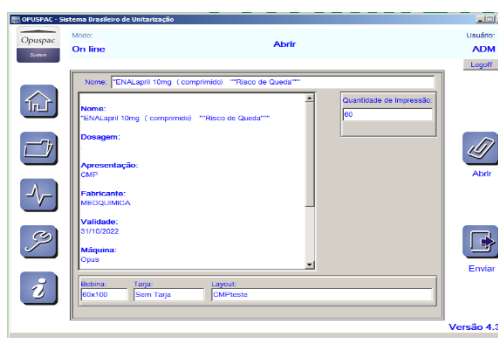 OPUSPAC - Sistema Brasileiro de Unitarização
Opuspac
System
Modo:
On line
Abrir
Usuário:
ADM
Logoff
Nome: "ENALapril 10mg ( comprimido) ""Risco de Queda"""
Nome:
"ENALapril 10mg ( comprimido) ""Risco de Queda"""
Dosagem:
Apresentação:
CMP
Fabricante:
MEDQUIMICA
Validade:
31/10/2022
Máquina:
Opus
Quantidade de Impressão:
60
Abrir
Enviar
Bobina:
60x100
Tarja:
Sem Tarja
Layout:
CMPteste
Versão 4.3